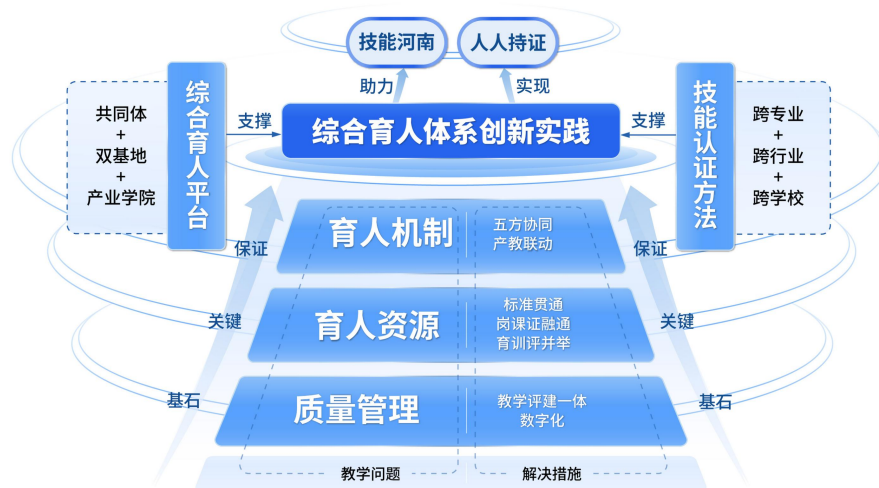 技能河南
人人持证
助力
实现
综合育人体系创新实践
支撑
支撑
综合育人平台
共同体
+
双基地
+
产业学院
技能认证方法
跨专业
+
跨行业
+
跨学校
保证
育人机制
五方协同
产教联动
保证
关键
育人资源
标准贯通
岗课证融通
育训评并举
关键
基石
质量管理
教学评建一体
数字化
基石
教学问题
解决措施